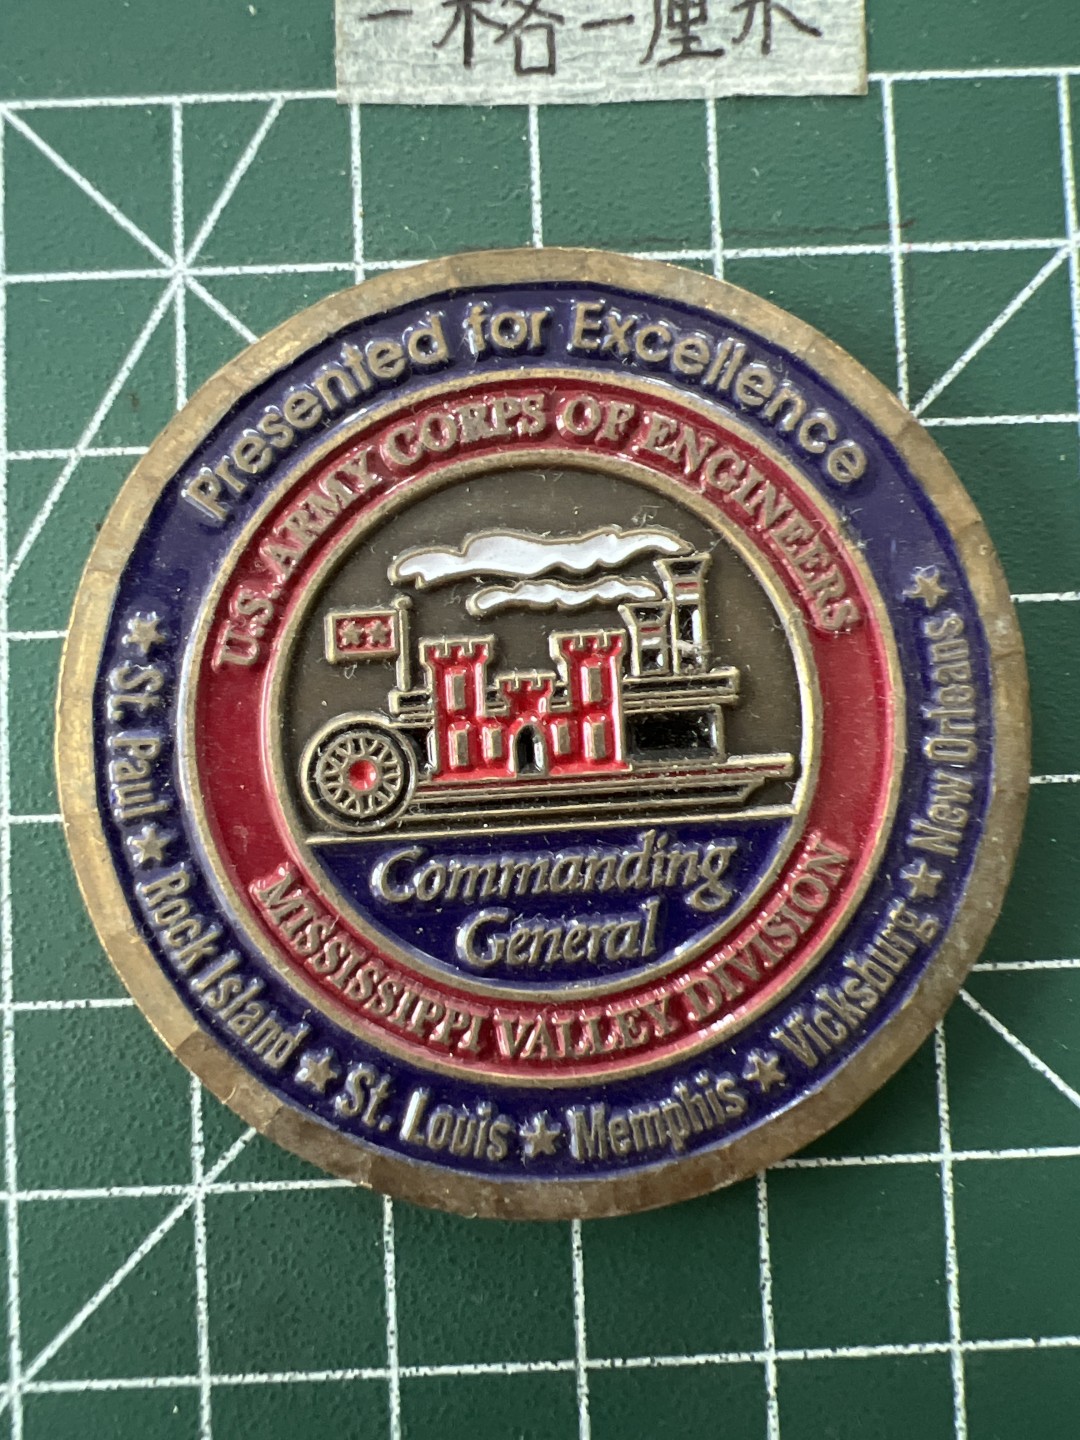 一格一厘米
Presented for Excellence
U.S. ARMY CORPS OF ENGINEERS
Commanding
General
MISSISSIPPI VALLEY DIVISION
★ St. Paul ★ Rock Island ★ St. Louis ★ Memphis ★ Vicksburg ★ New Orleans ★